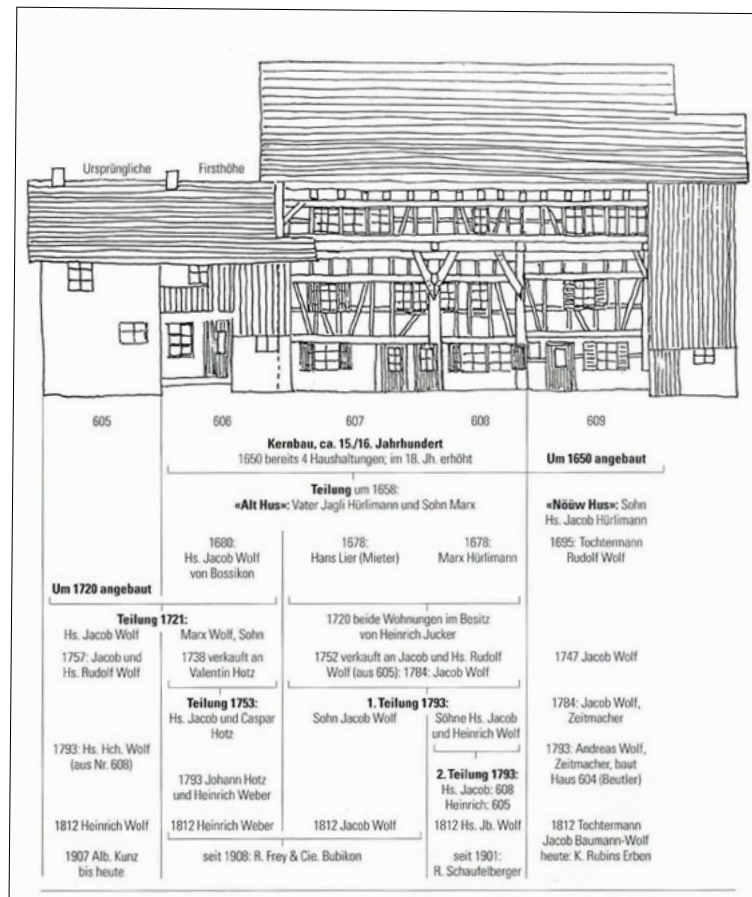 Ursprüngliche Firsthöhe
605 606 607 608 609
Kernbau, ca. 15./16. Jahrhundert
1650 bereits 4 Haushaltungen; im 18. Jh. erhöht
Um 1650 angebaut
Teilung um 1658:
«Alt Hus»: Vater Jagli Hürlimann und Sohn Marx
«Nöüw Hus»: Sohn
Hs. Jacob Hürlimann
1680:
Hs. Jacob Wolf
von Bossikon
1678:
Hans Lier (Mieter)
1678:
Marx Hürlimann
1695: Tochtermann
Rudolf Wolf
Um 1720 angebaut
Teilung 1721:
Hs. Jacob Wolf
Marx Wolf, Sohn
1720 beide Wohnungen im Besitz
von Heinrich Jucker
1757: Jacob und
Hs. Rudolf Wolf
1738 verkauft an
Valentin Hotz
1752 verkauft an Jacob und Hs. Rudolf
Wolf (aus 605): 1784: Jacob Wolf
1747 Jacob Wolf
Teilung 1753:
Hs. Jacob und Caspar
Hotz
1. Teilung 1793:
Sohn Jacob Wolf
Söhne Hs. Jacob
und Heinrich Wolf
1784: Jacob Wolf,
Zeitmacher
1793: Hs. Hch. Wolf
(aus Nr. 608)
1793 Johann Hotz
und Heinrich Weber
2. Teilung 1793:
Hs. Jacob: 608
Heinrich: 605
1793: Andreas Wolf,
Zeitmacher, baut
Haus 604 (Beutler)
1812 Heinrich Wolf
1812 Heinrich Weber
1812 Jacob Wolf
1812 Hs. Jb. Wolf
1812 Tochtermann
Jacob Baumann-Wolf
heute: K. Rubins Erben
1907 Alb. Kunz
bis heute
seit 1908: R. Frey & Cie. Bubikon
seit 1901:
R. Schaufelberger